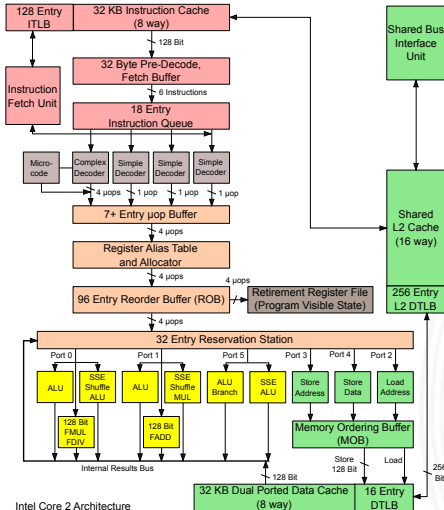 128 Entry
ITLB
32 KB Instruction Cache
(8 way)
Shared Bus
Interface
Unit
128 Bit
32 Byte Pre-Decode,
Fetch Buffer
Instruction
Fetch Unit
6 Instructions
18 Entry
Instruction Queue
Micro-
code
Complex
Decoder
Simple
Decoder
Simple
Decoder
Simple
Decoder
4 µops
1 µop
1 µop
1 µop
7+ Entry µop Buffer
Shared
L2 Cache
(16 way)
4 µops
Register Alias Table
and Allocator
4 µops
4 µops
256 Entry
L2 DTLB
96 Entry Reorder Buffer (ROB)
Retirement Register File
(Program Visible State)
4 µops
32 Entry Reservation Station
Port 0
Port 1
Port 5
Port 3
Port 4
Port 2
ALU
SSE
Shuffle
ALU
ALU
SSE
Shuffle
MUL
ALU
Branch
SSE
ALU
Store
Address
Store
Data
Load
Address
128 Bit
FMUL
FDIV
128 Bit
FADD
Memory Ordering Buffer
(MOB)
Internal Results Bus
Store
128 Bit
Load
256
Bit
128 Bit
32 KB Dual Ported Data Cache
(8 way)
16 Entry
DTLB
Intel Core 2 Architecture